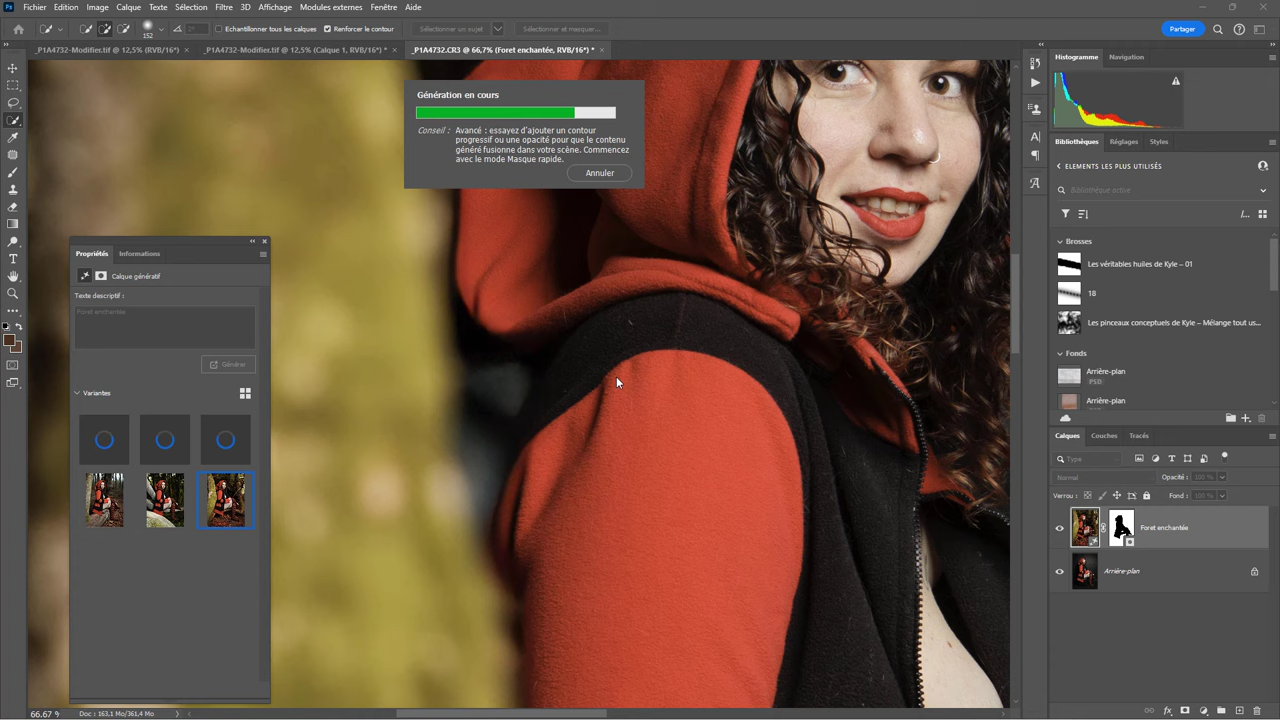 Fichier Edition Image Calque Texte Sélection Filtre 3D Affichage Modules externes Fenêtre Aide
152 Echantillonner tous les calques Renforcer le contour Sélectionner un sujet Sélectionner et masquer... Partager
_P1A4732-Modifier.tif @ 12,5% (RVB/16*) × _P1A4732-Modifier.tif @ 12,5% (Calque 1, RVB/16*) * × _P1A4732.CR3 @ 66,7% (Foret enchantée, RVB/16*) * ×
Génération en cours
Conseil : Avancé : essayez d'ajouter un contour
progressif ou une opacité pour que le contenu
généré fusionne dans votre scène. Commencez
avec le mode Masque rapide.
Annuler
Propriétés Informations
Calque génératif
Texte descriptif :
Foret enchantée
Générer
Variantes
Histogramme Navigation
Bibliothèques Réglages Styles
ELEMENTS LES PLUS UTILISÉS
Bibliothèque active
Brosses
Les véritables huiles de Kyle – 01
18
Les pinceaux conceptuels de Kyle – Mélange tout us...
Fonds
Arrière-plan
PSD
Arrière-plan
Calques Couches Tracés
Type
Normal Opacité : 100 %
Verrou : Fond : 100 %
Foret enchantée
Arrière-plan
66,67 % Doc : 163,1 Mo/361,4 Mo